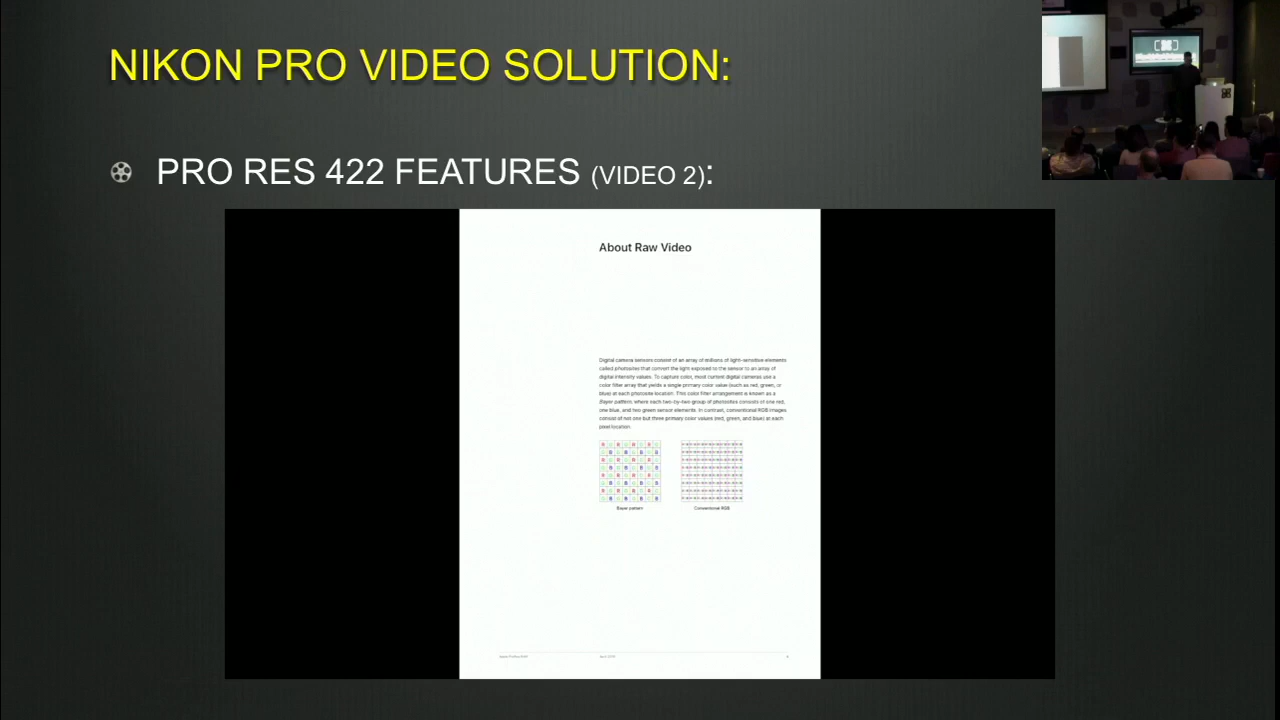 NIKON PRO VIDEO SOLUTION:
PRO RES 422 FEATURES (VIDEO 2):
About Raw Video
Digital camera sensors consist of an array of millions of light-sensitive elements
called photosites that convert the light exposed to the sensor to an array of
digital intensity values. To capture color, most current digital cameras use a
color filter array that yields a single primary color value (such as red, green, or
blue) at each photosite location. This color filter arrangement is known as a
Bayer pattern, where each two-by-two group of photosites consists of one red,
one blue, and two green sensor elements. In contrast, conventional RGB images
consist of not one but three primary color values (red, green, and blue) at each
pixel location.
Bayer pattern
Conventional RGB